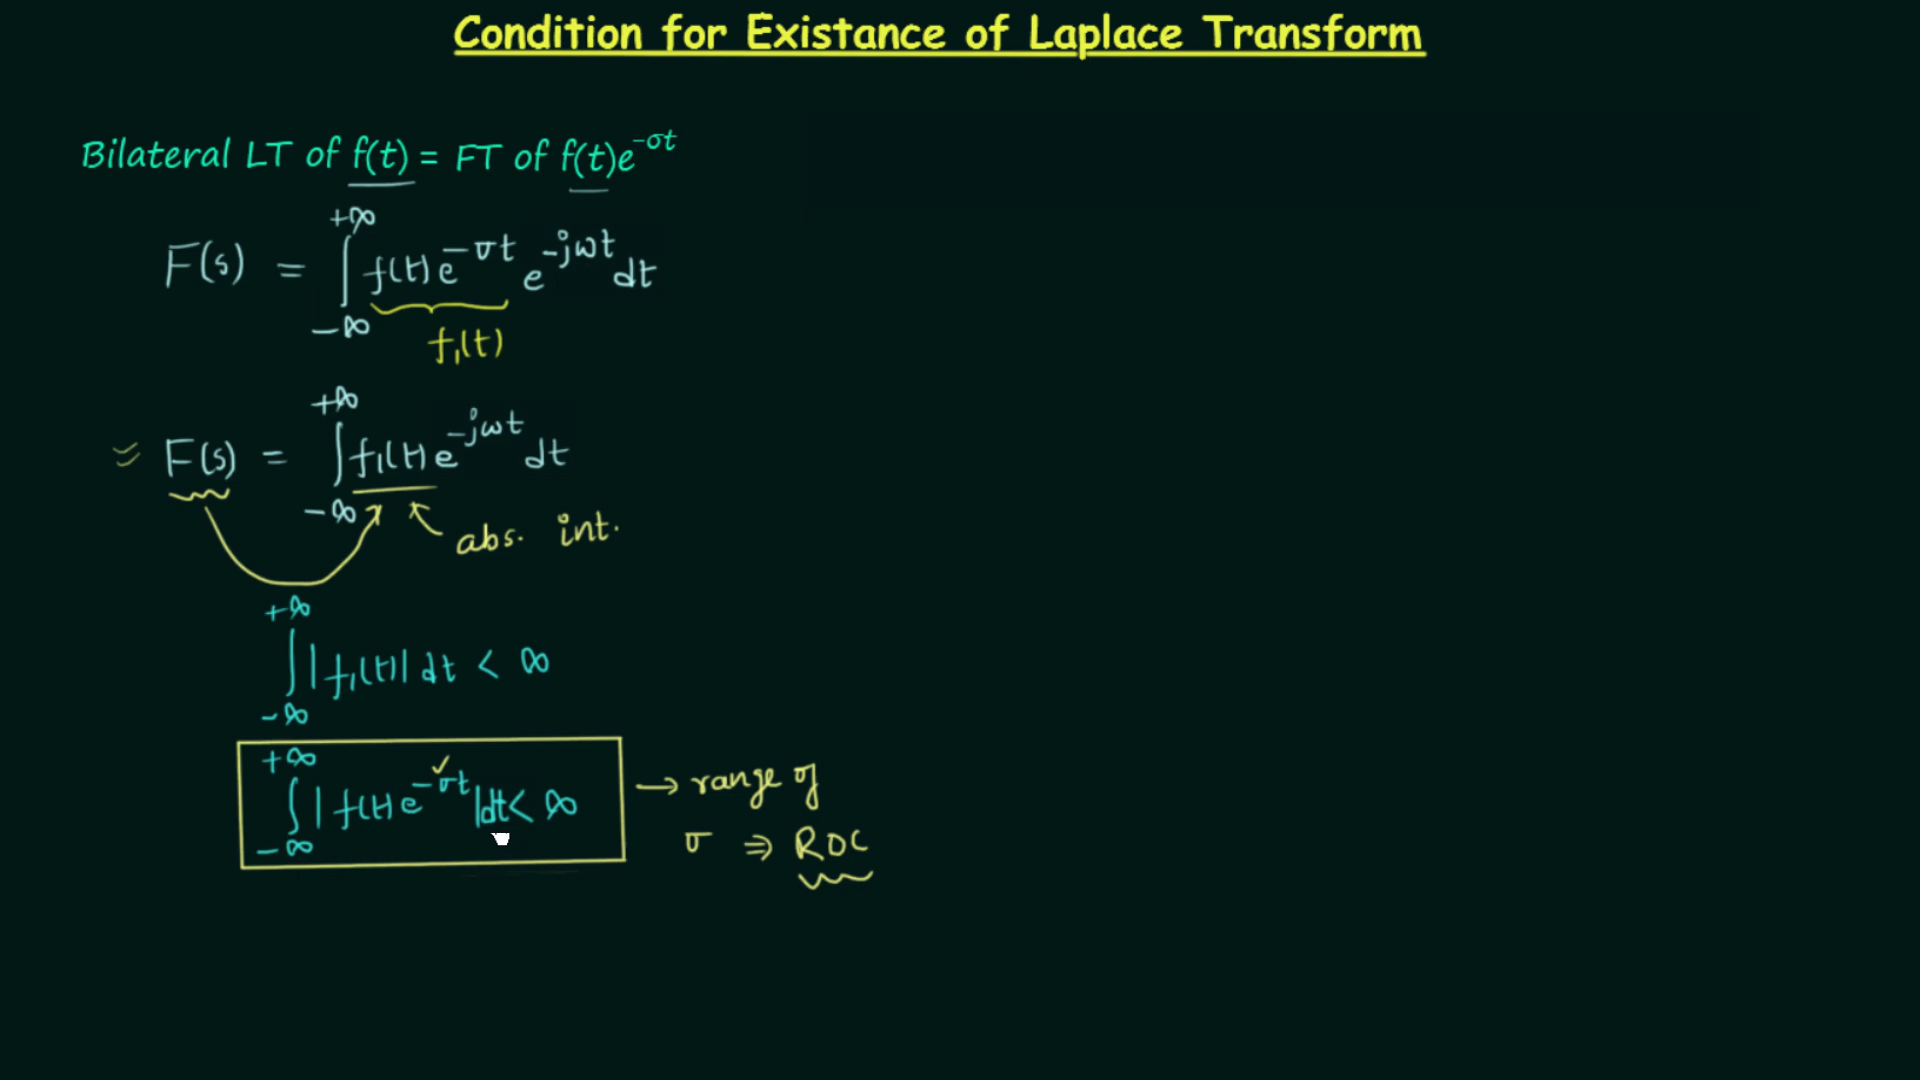 Condition for Existance of Laplace Transform
Bilateral LT of f(t) = FT of f(t)e^{-σt}
F(s) = ∫_{-∞}^{+∞} f(t) e^{-σt} e^{-jωt} dt
f₁(t)
F(s) = ∫_{-∞}^{+∞} f₁(t) e^{-jωt} dt
abs. int.
∫_{-∞}^{+∞} |f₁(t)| dt < ∞
∫_{-∞}^{+∞} |f(t) e^{-σt}| dt < ∞ → range of
σ ⇒ ROC